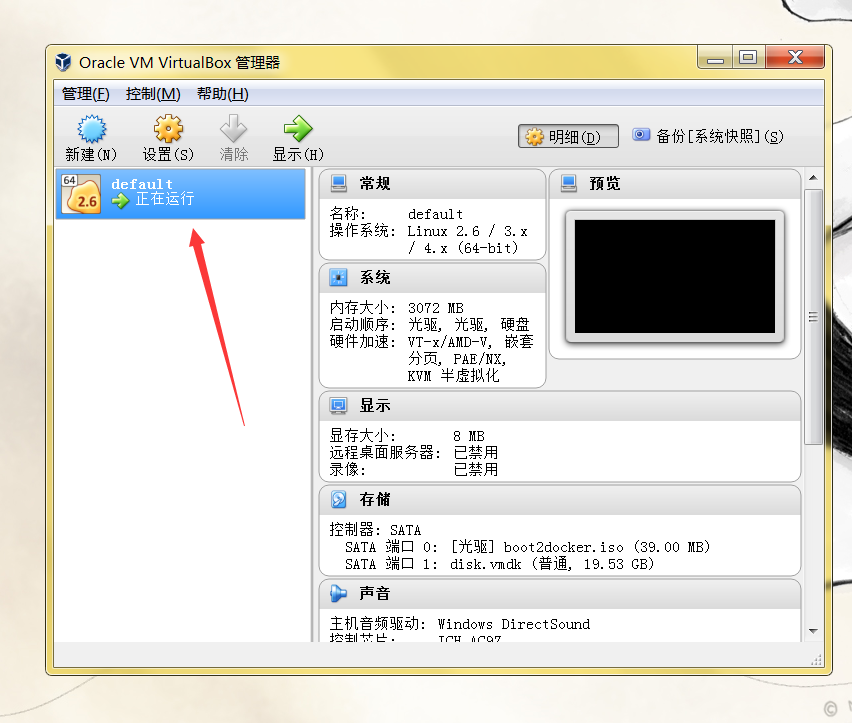 Oracle VM VirtualBox 管理器
管理(F) 控制(M) 帮助(H)
新建(N) 设置(S) 清除 显示(H) 明细(D) 备份[系统快照](S)
64
2.6
default
正在运行
常规
名称: default
操作系统: Linux 2.6 / 3.x
/ 4.x (64-bit)
预览
系统
内存大小: 3072 MB
启动顺序: 光驱, 光驱, 硬盘
硬件加速: VT-x/AMD-V, 嵌套
分页, PAE/NX,
KVM 半虚拟化
显示
显存大小: 8 MB
远程桌面服务器: 已禁用
录像: 已禁用
存储
控制器: SATA
SATA 端口 0: [光驱] boot2docker.iso (39.00 MB)
SATA 端口 1: disk.vmdk (普通, 19.53 GB)
声音
主机音频驱动: Windows DirectSound
控制芯片: ICH AC97
©